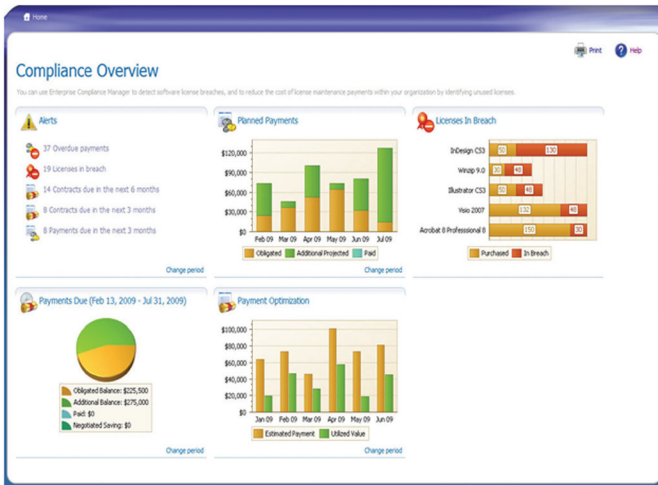 Home
Print
Help
Compliance Overview
You can use Enterprise Compliance Manager to detect software license breaches, and to reduce the cost of license maintenance payments within your organization by identifying unused licenses.
Alerts
37 Overdue payments
19 Licenses in breach
14 Contracts due in the next 6 months
8 Contracts due in the next 3 months
8 Payments due in the next 3 months
Planned Payments
$120,000
$90,000
$60,000
$30,000
$0
Feb 09 Mar 09 Apr 09 May 09 Jun 09 Jul 09
Obligated Additional Projected Paid
Change period
Licenses In Breach
InDesign CS3 50 130
Winzip 9.0 30 48
Illustrator CS3 50 48
Visio 2007 132 48
Acrobat 8 Professional 8 150 30
Purchased In Breach
Payments Due (Feb 13, 2009 - Jul 31, 2009)
Obligated Balance: $225,500
Additional Balance: $275,000
Paid: $0
Negotiated Saving: $0
Change period
Payment Optimization
$100,000
$80,000
$60,000
$40,000
$20,000
$0
Jan 09 Feb 09 Mar 09 Apr 09 May 09 Jun 09
Estimated Payment Utilized Value
Change period